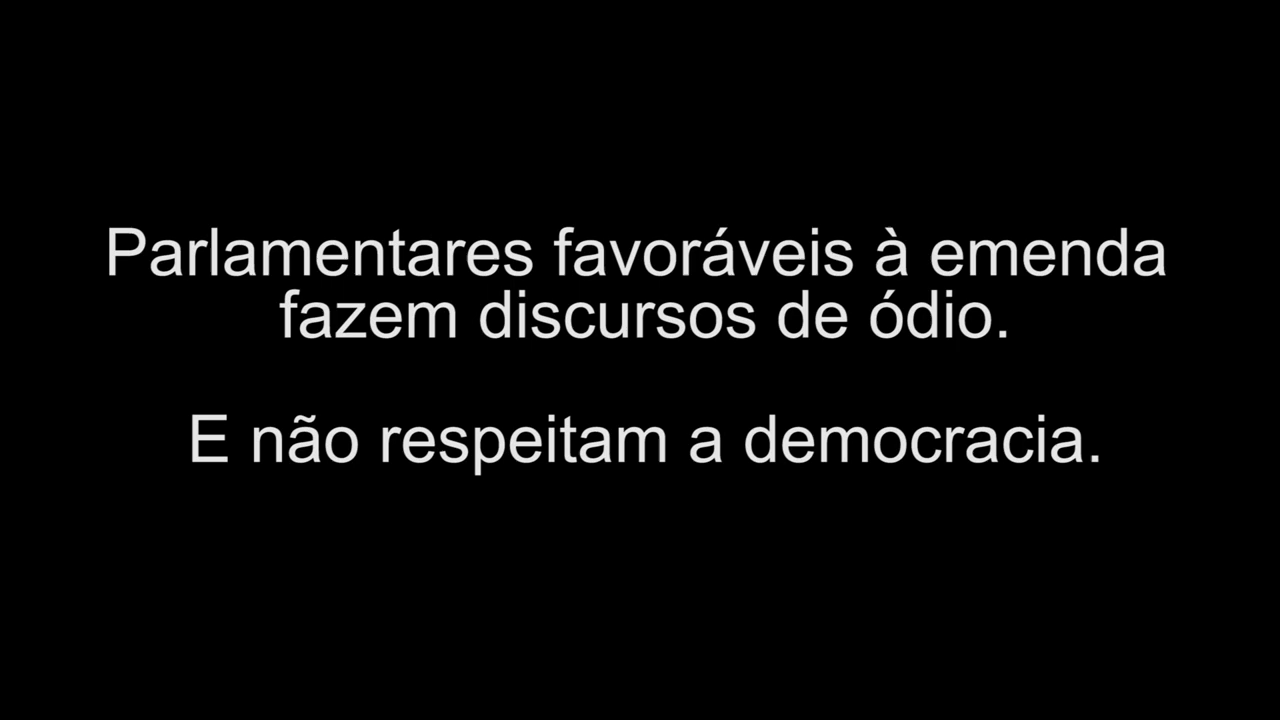 Parlamentares favoráveis à emenda
fazem discursos de ódio.
E não respeitam a democracia.